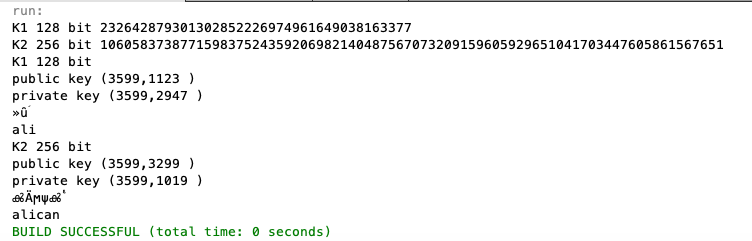 run:
K1 128 bit 232642879301302852226974961649038163377
K2 256 bit 106058373877159837524359206982140487567073209159605929651041703447605861567651
K1 128 bit
public key (3599,1123 )
private key (3599,2947 )
ali
K2 256 bit
public key (3599,3299 )
private key (3599,1019 )
alican
BUILD SUCCESSFUL (total time: 0 seconds)